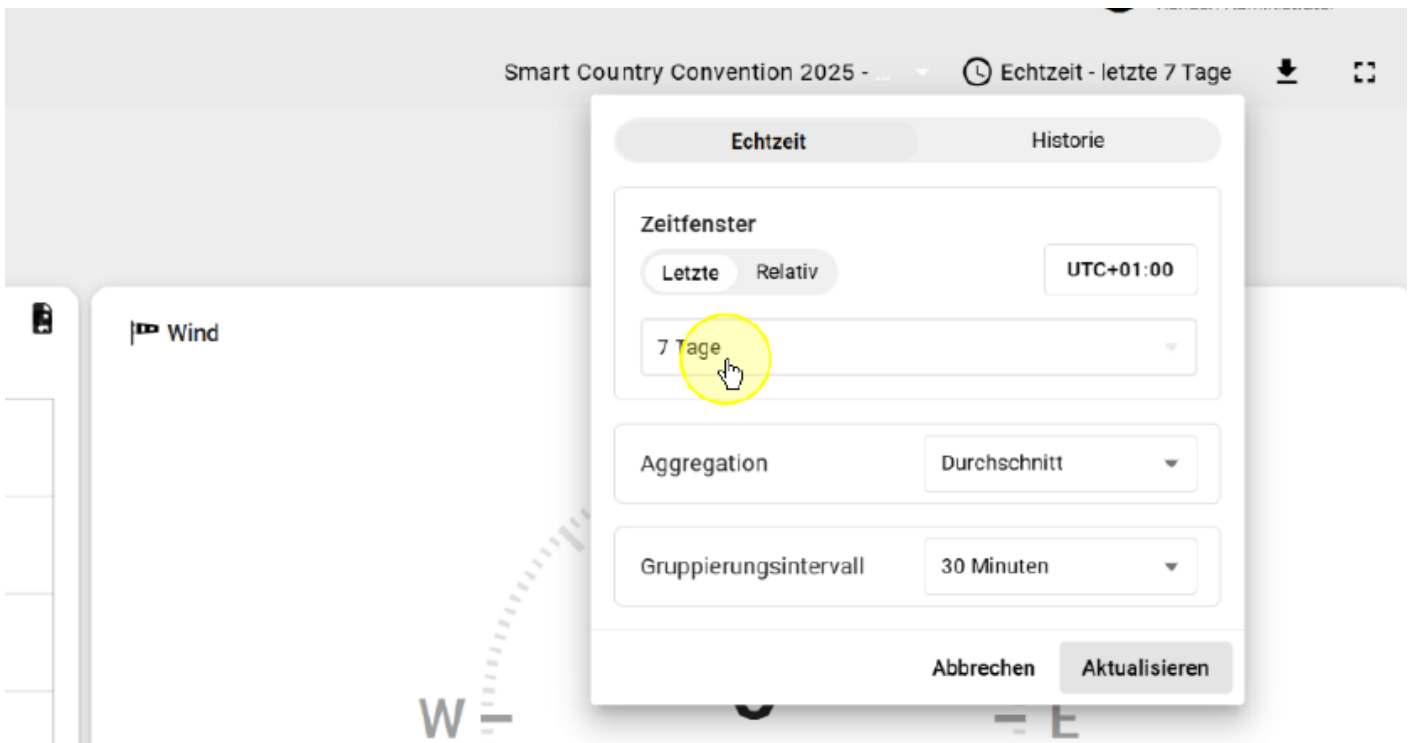 Smart Country Convention 2025 - ...
Echtzeit - letzte 7 Tage
Echtzeit
Historie
Zeitfenster
Letzte
Relativ
UTC+01:00
7 Tage
Wind
Aggregation
Durchschnitt
Gruppierungsintervall
30 Minuten
Abbrechen
Aktualisieren
W
E